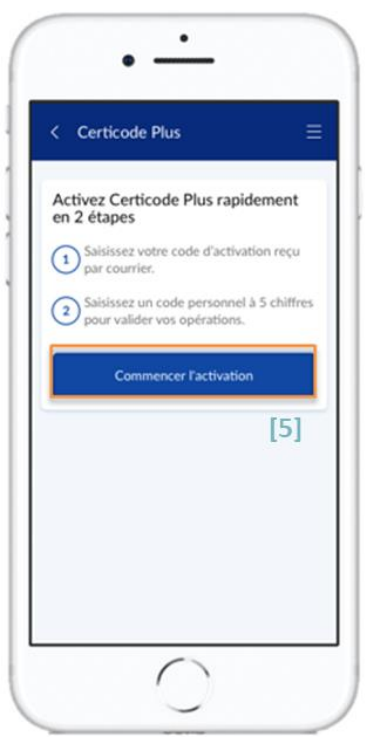 Certicode Plus
Activez Certicode Plus rapidement
en 2 étapes
1 Saisissez votre code d'activation reçu
par courrier.
2 Saisissez un code personnel à 5 chiffres
pour valider vos opérations.
Commencer l'activation
[5]